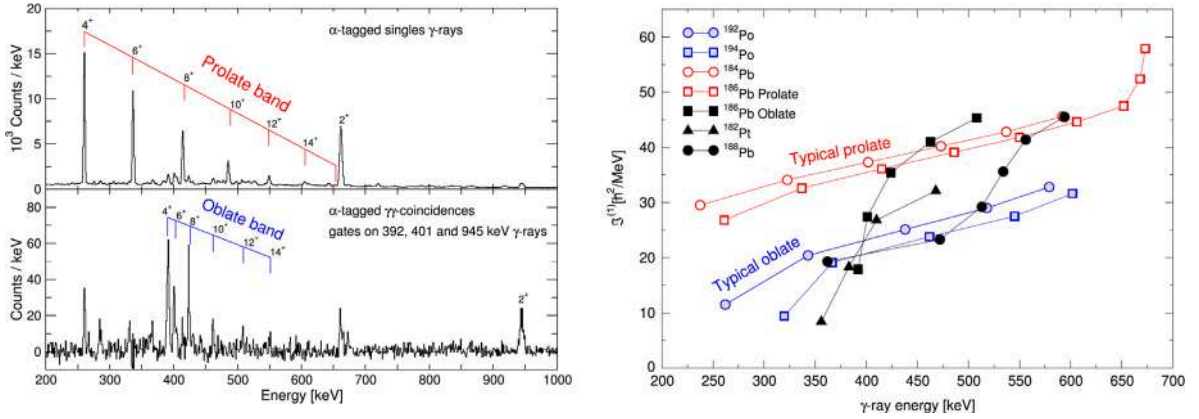 α-tagged singles γ-rays
Prolate band
4⁺
6⁺
8⁺
10⁺
12⁺
14⁺
2⁺
10³ Counts / keV
20
15
10
5
0
α-tagged γγ-coincidences
gates on 392, 401 and 945 keV γ-rays
Oblate band
4⁺
6⁺
8⁺
10⁺
12⁺
14⁺
2⁺
Counts / keV
80
60
40
20
0
200 300 400 500 600 700 800 900 1000
Energy [keV]
¹⁹²Po
¹⁹⁴Po
¹⁸⁴Pb
¹⁸⁶Pb Prolate
¹⁸⁶Pb Oblate
¹⁸²Pt
¹⁸⁸Pb
Typical prolate
Typical oblate
ℑ⁽¹⁾[ħ²/MeV]
60
50
40
30
20
10
0
200 250 300 350 400 450 500 550 600 650 700
γ-ray energy [keV]